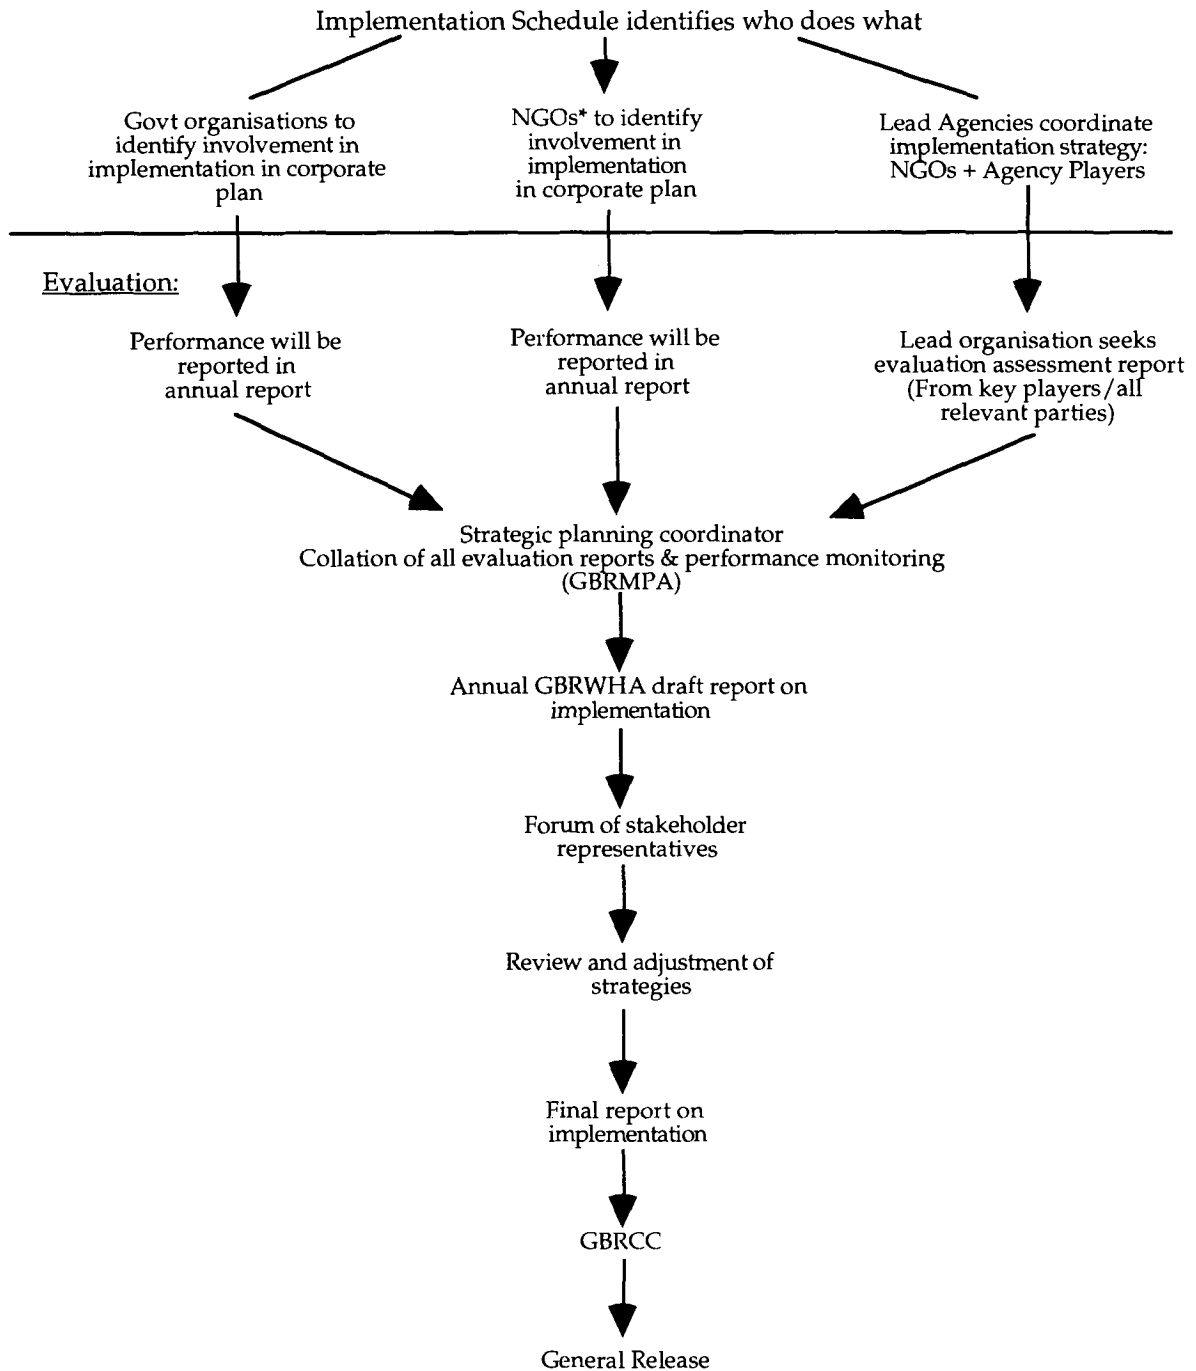 Implementation Schedule identifies who does what
Govt organisations to
identify involvement in
implementation in corporate
plan
NGOs* to identify
involvement in
implementation
in corporate plan
Lead Agencies coordinate
implementation strategy:
NGOs + Agency Players
Evaluation:
Performance will be
reported in
annual report
Performance will be
reported in
annual report
Lead organisation seeks
evaluation assessment report
(From key players/all
relevant parties)
Strategic planning coordinator
Collation of all evaluation reports & performance monitoring
(GBRMPA)
Annual GBRWHA draft report on
implementation
Forum of stakeholder
representatives
Review and adjustment of
strategies
Final report on
implementation
GBRCC
General Release